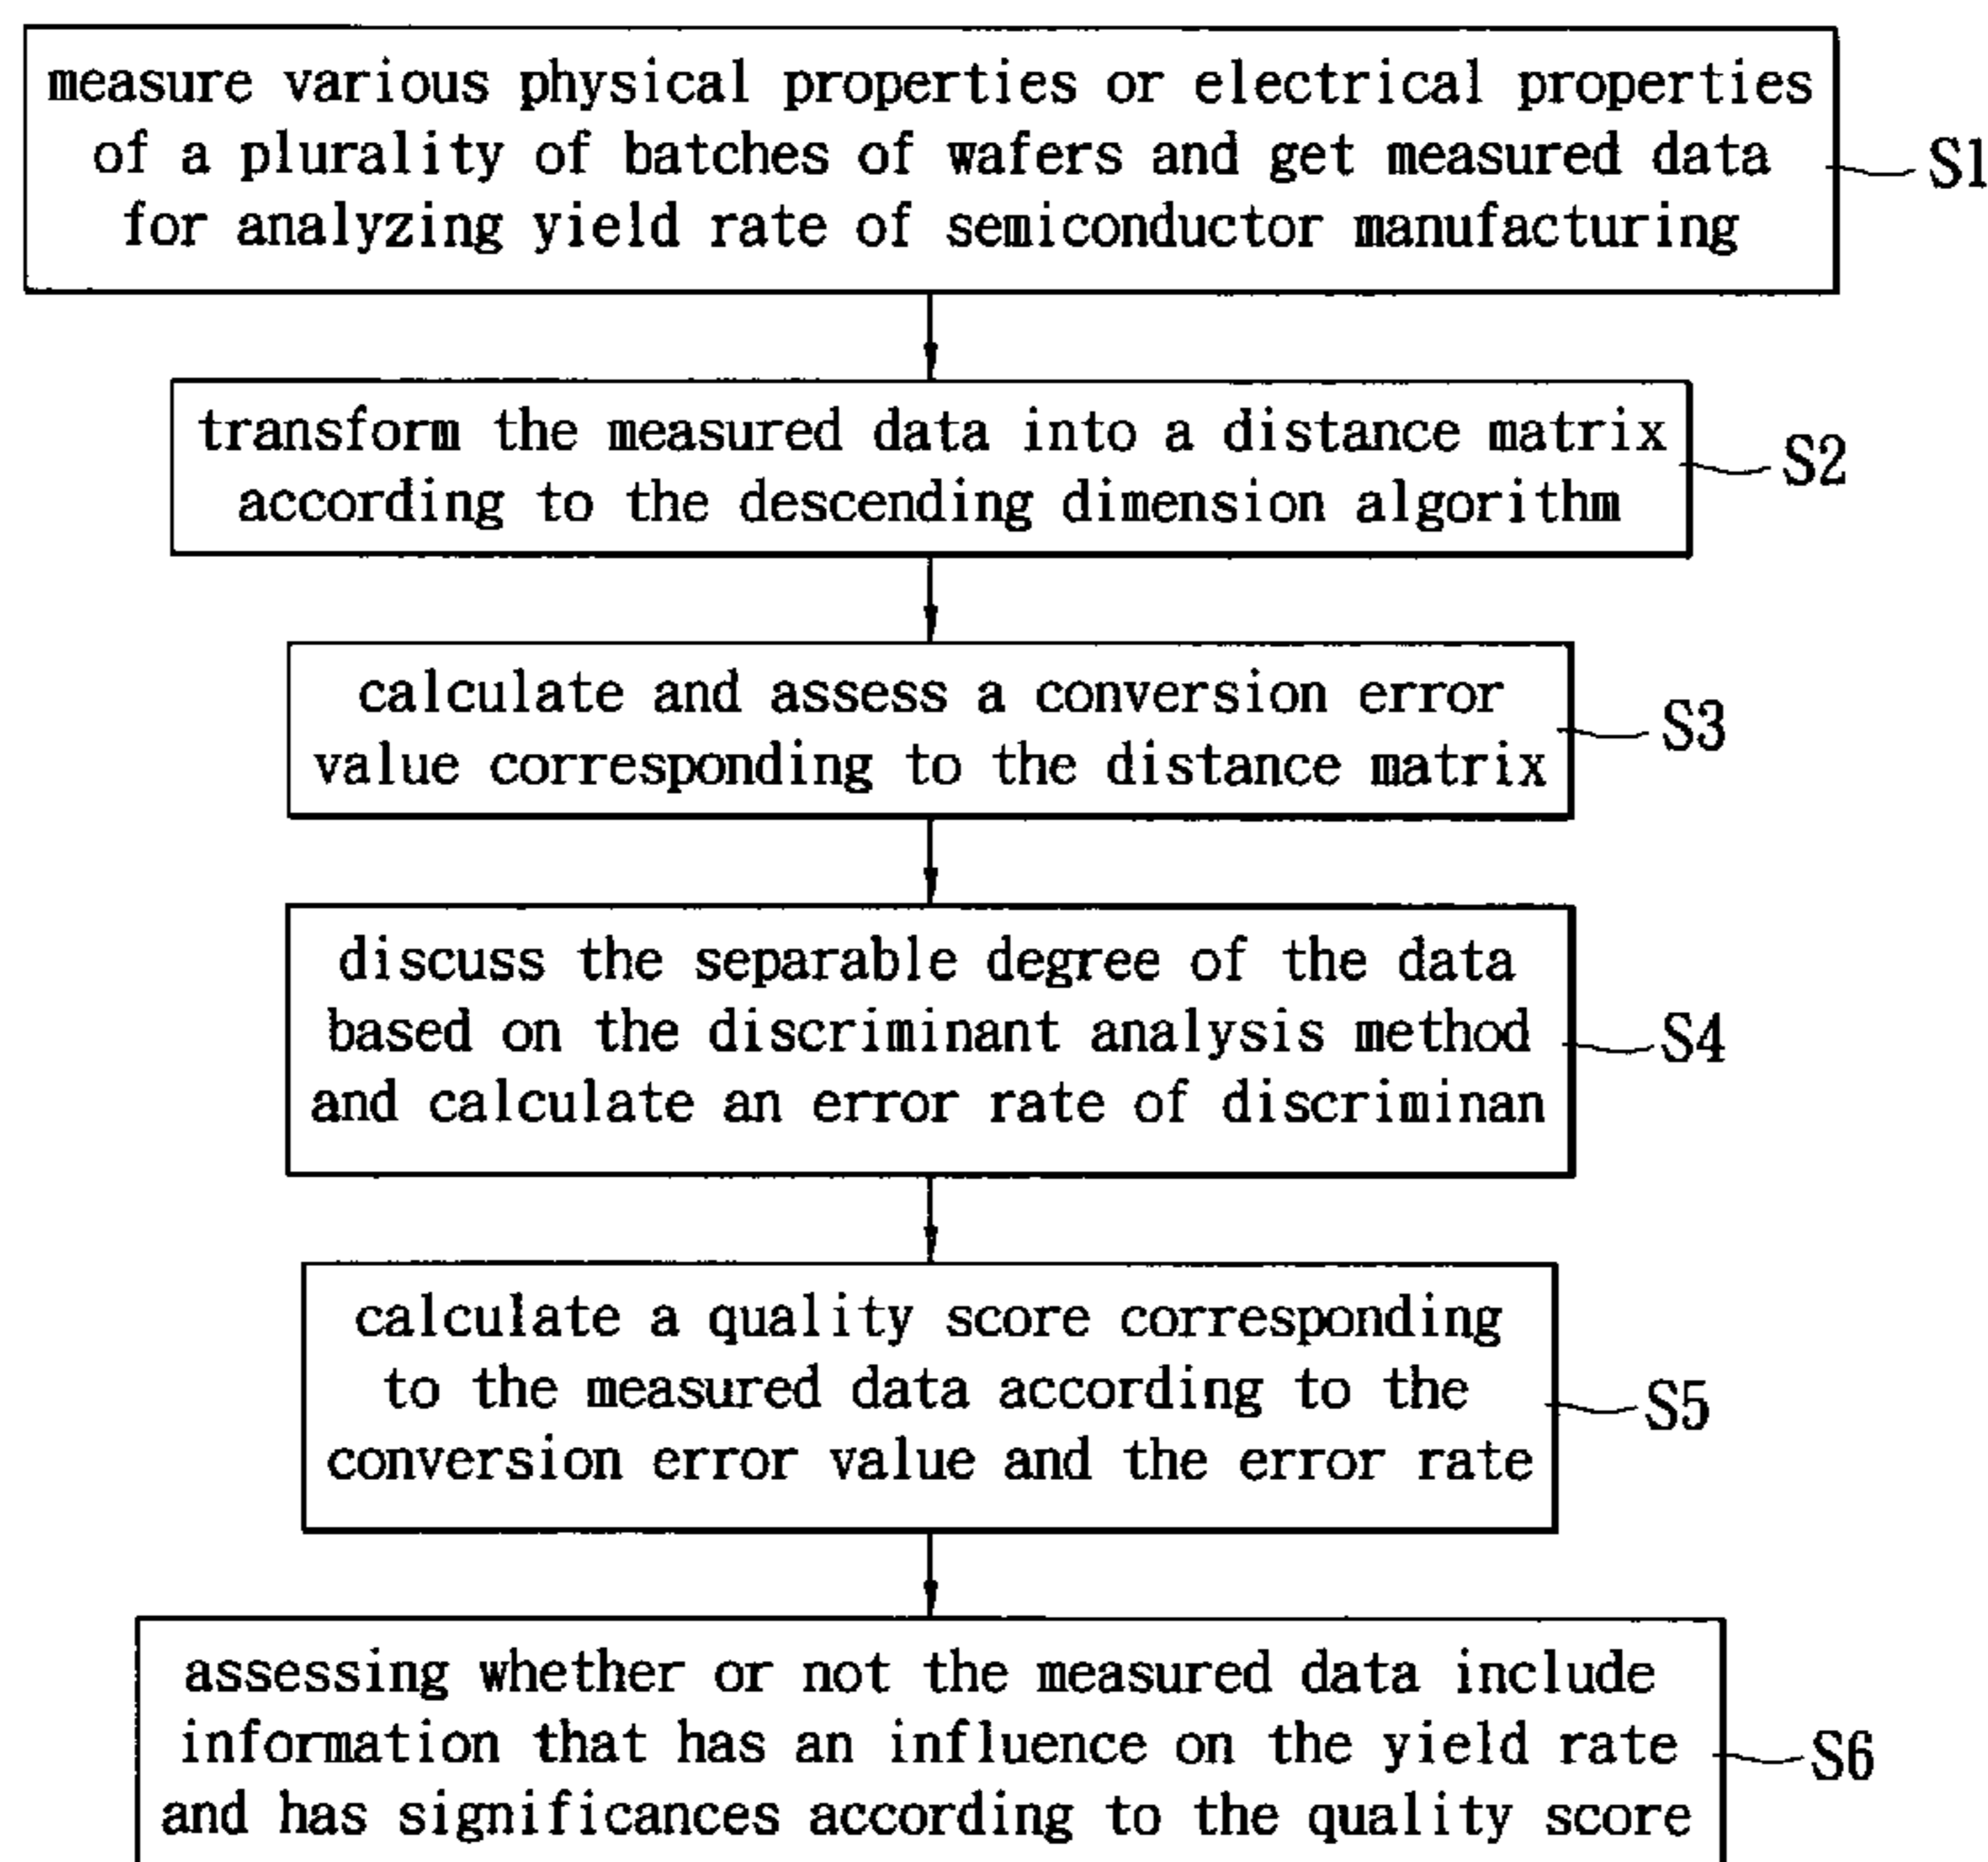 measure various physical properties or electrical properties
of a plurality of batches of wafers and get measured data
for analyzing yield rate of semiconductor manufacturing
S1
transform the measured data into a distance matrix
according to the descending dimension algorithm
S2
calculate and assess a conversion error
value corresponding to the distance matrix
S3
discuss the separable degree of the data
based on the discriminant analysis method
and calculate an error rate of discriminan
S4
calculate a quality score corresponding
to the measured data according to the
conversion error value and the error rate
S5
assessing whether or not the measured data include
information that has an influence on the yield rate
and has significances according to the quality score
S6